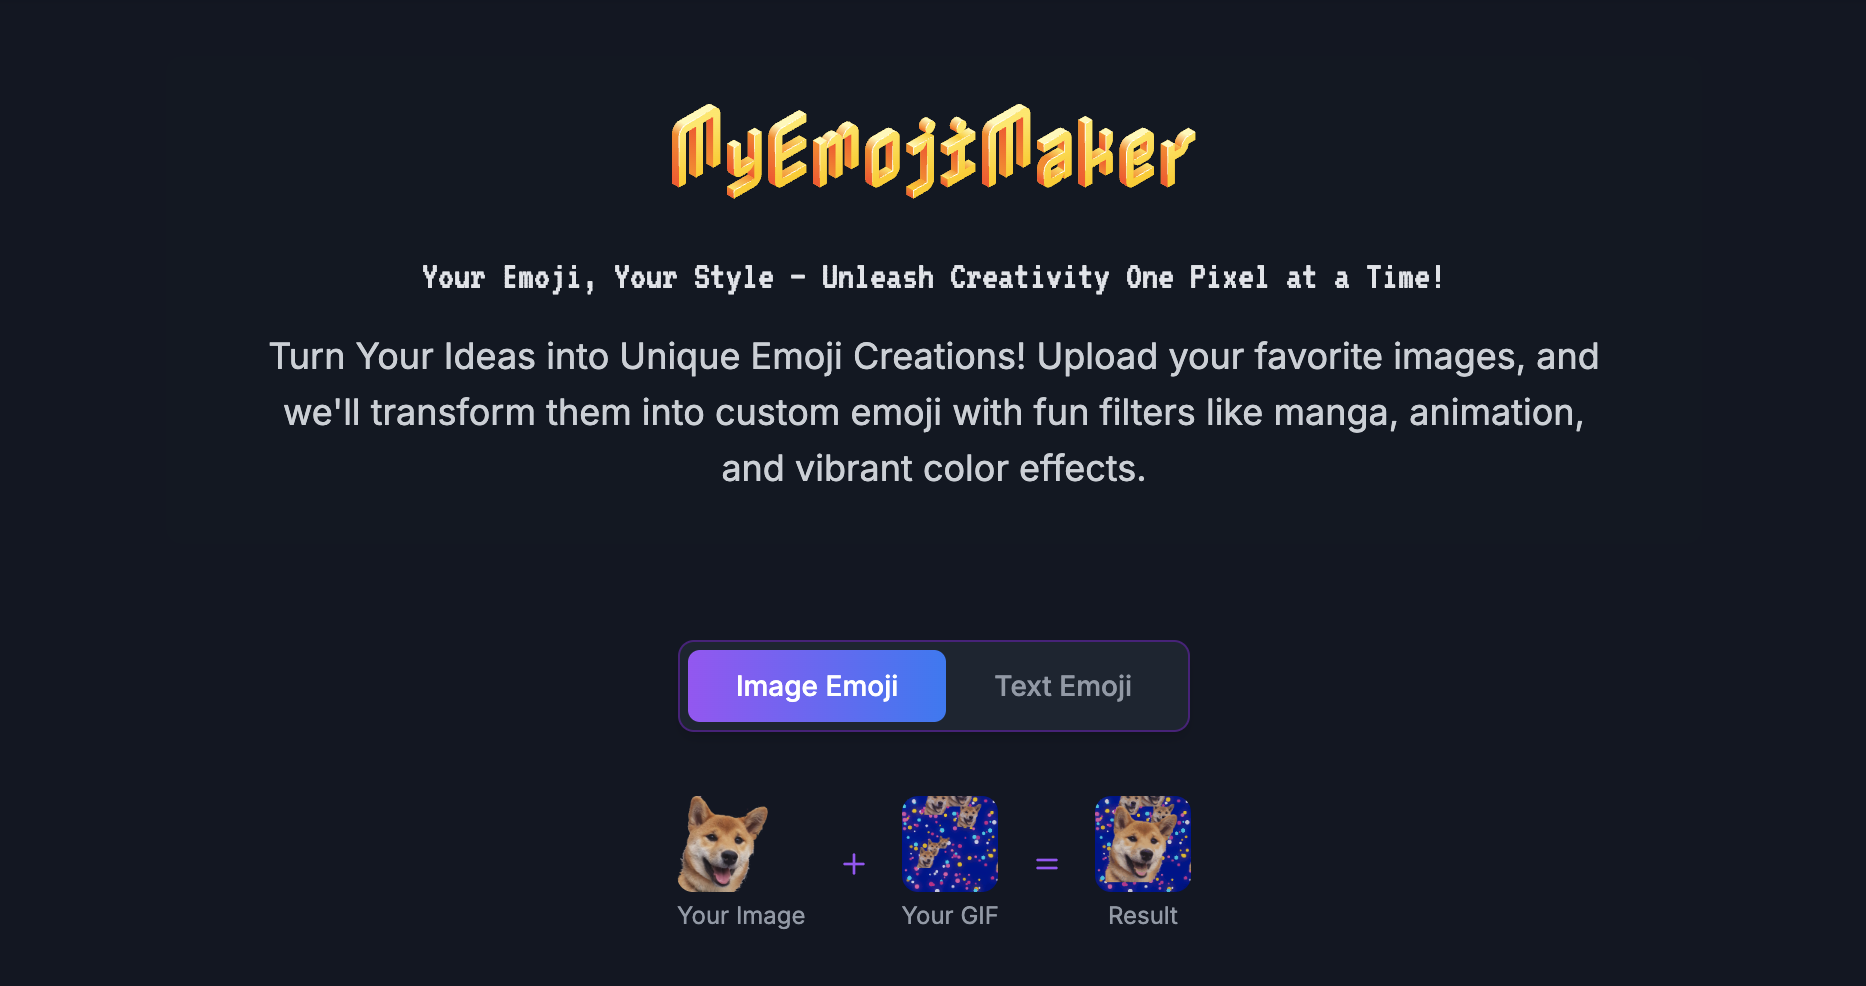 MyEmojiMaker
Your Emoji, Your Style - Unleash Creativity One Pixel at a Time!
Turn Your Ideas into Unique Emoji Creations! Upload your favorite images, and
we'll transform them into custom emoji with fun filters like manga, animation,
and vibrant color effects.
Image Emoji
Text Emoji
+
=
Your Image
Your GIF
Result